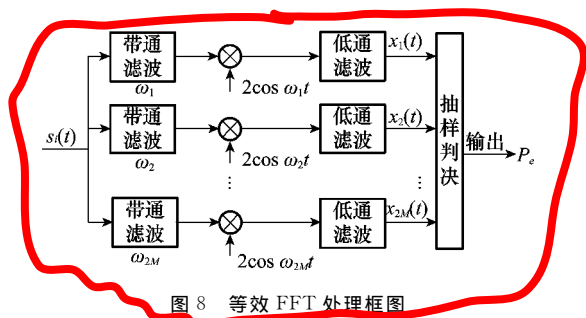 带通
滤波
ω₁
2cos ω₁t
低通
滤波
x₁(t)
sᵢ(t)
带通
滤波
ω₂
2cos ω₂t
低通
滤波
x₂(t)
⋮
⋮
带通
滤波
ω₂M
2cos ω₂Mt
低通
滤波
x₂M(t)
抽样判决
输出
Pₑ
图 8 等效 FFT 处理框图